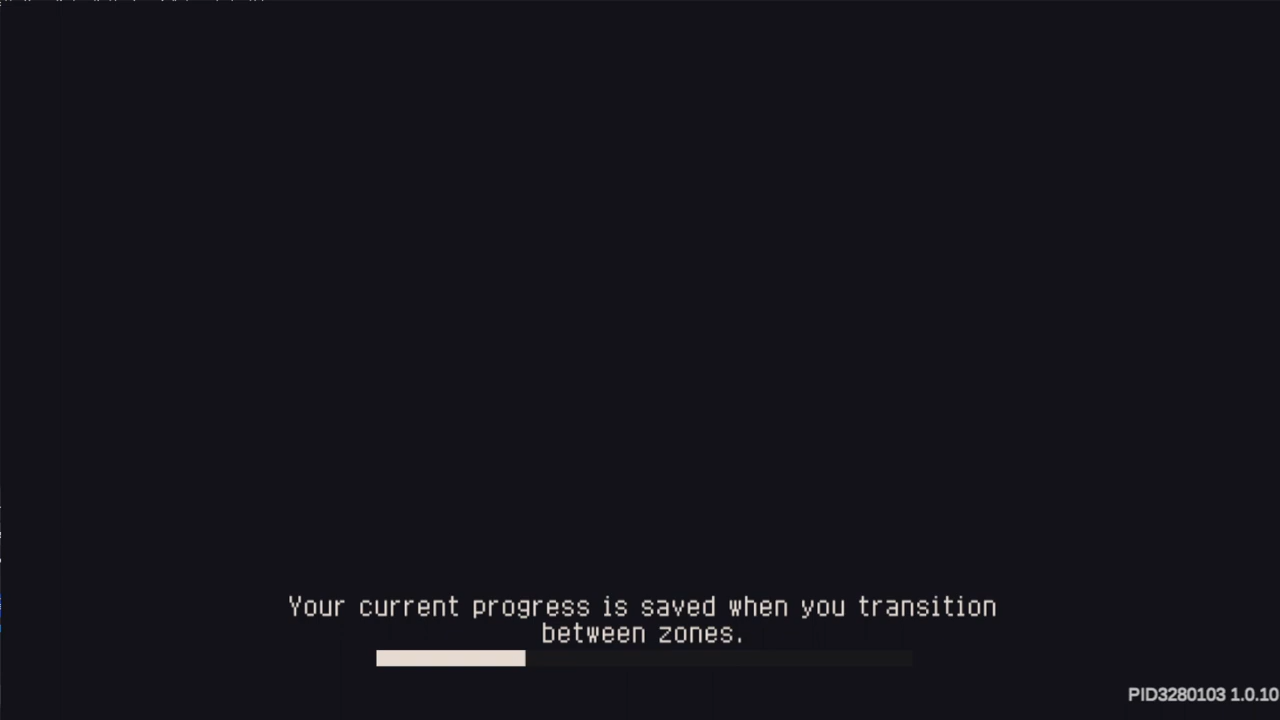 Your current progress is saved when you transition
between zones.
PID3280103 1.0.10